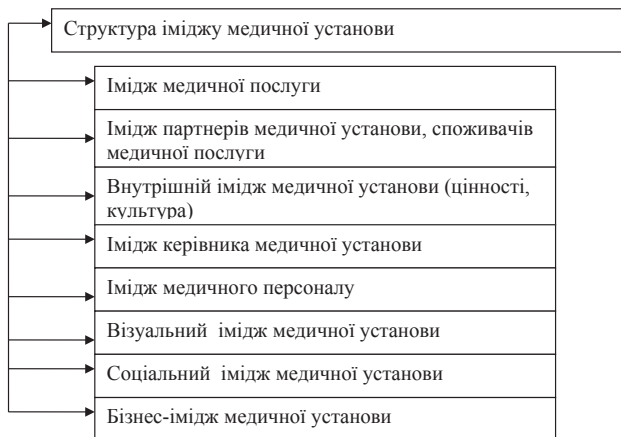 Структура іміджу медичної установи
Імідж медичної послуги
Імідж партнерів медичної установи, споживачів
медичної послуги
Внутрішній імідж медичної установи (цінності,
культура)
Імідж керівника медичної установи
Імідж медичного персоналу
Візуальний імідж медичної установи
Соціальний імідж медичної установи
Бізнес-імідж медичної установи